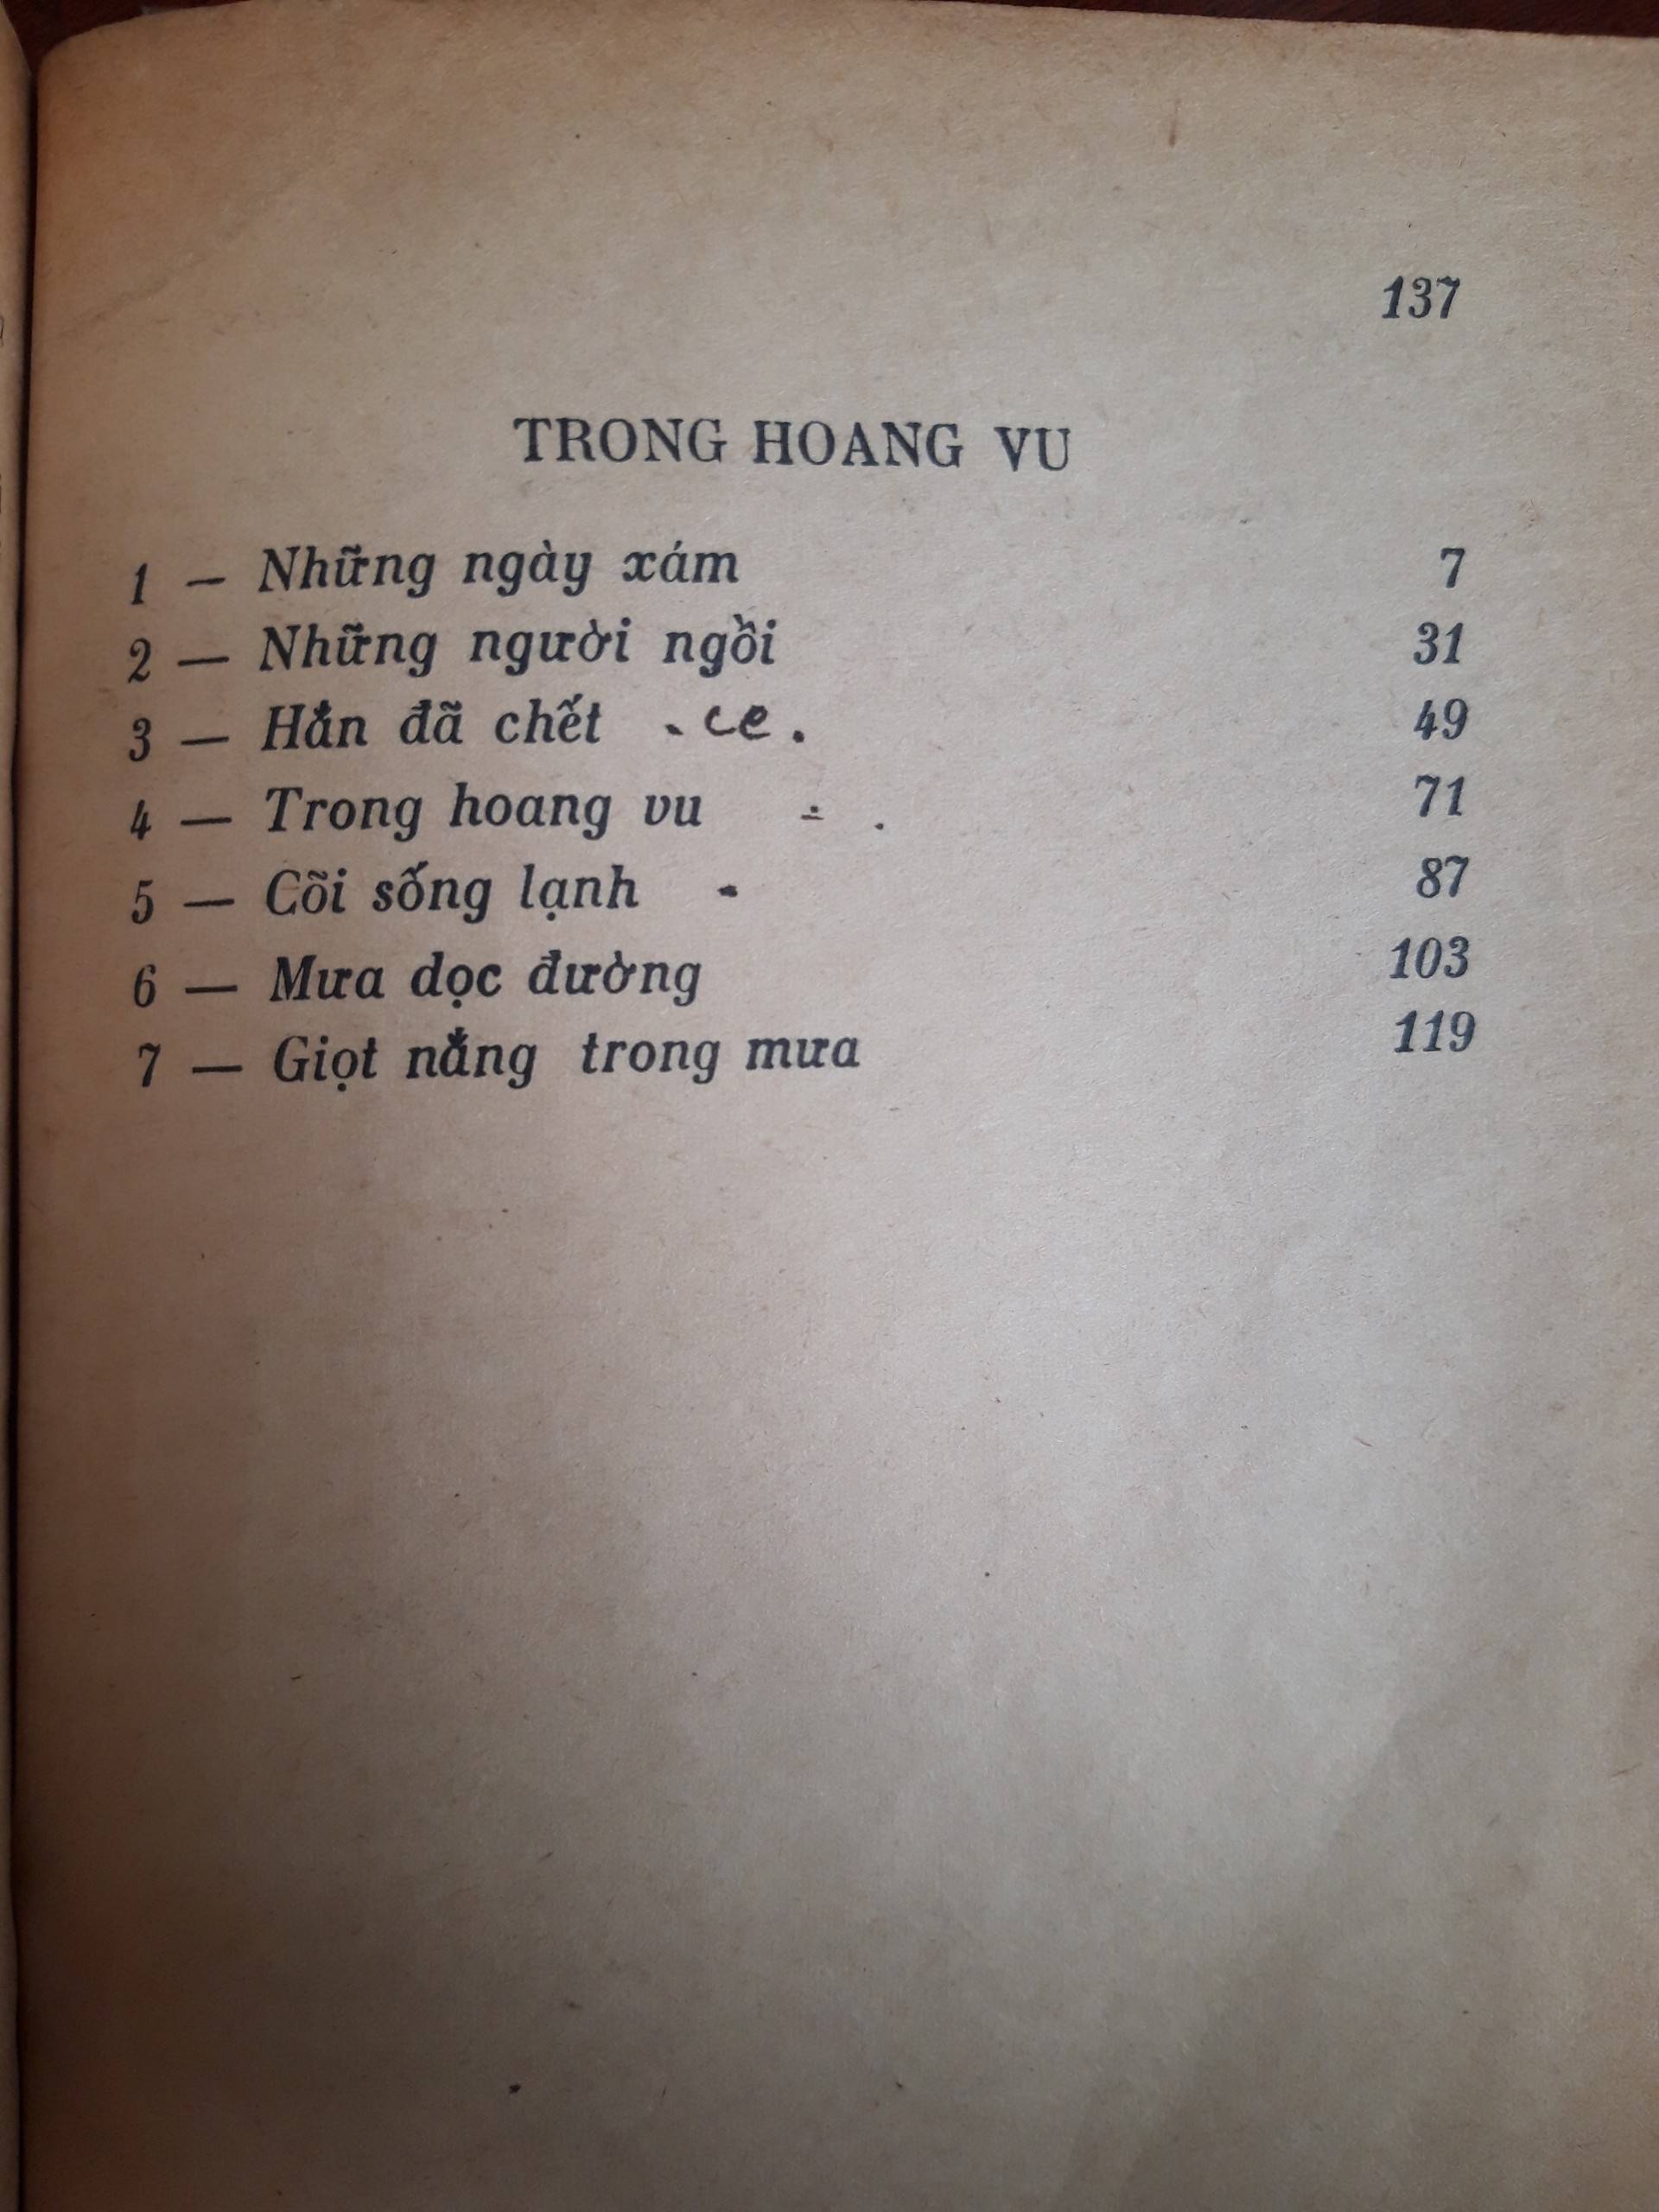 137
TRONG HOANG VU
1 — Những ngày xám 7
2 — Những người ngồi 31
3 — Hắn đã chết - ce . 49
4 — Trong hoang vu 71
5 — Cõi sống lạnh - 87
6 — Mưa dọc đường 103
7 — Giọt nắng trong mưa 119